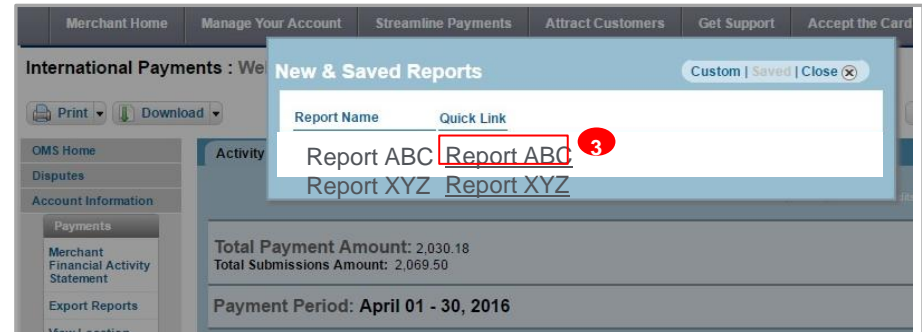 Merchant Home Manage Your Account Streamline Payments Attract Customers Get Support Accept the Card
International Payments : Wel
New & Saved Reports
Custom | Saved | Close
Print Download
Report Name Quick Link
OMS Home
Activity
Report ABC Report ABC 3
Disputes
Report XYZ Report XYZ
Account Information
Payments
Merchant
Financial Activity
Statement
Total Payment Amount: 2,030.18
Total Submissions Amount: 2,069.50
Export Reports
Payment Period: April 01 - 30, 2016
View Location